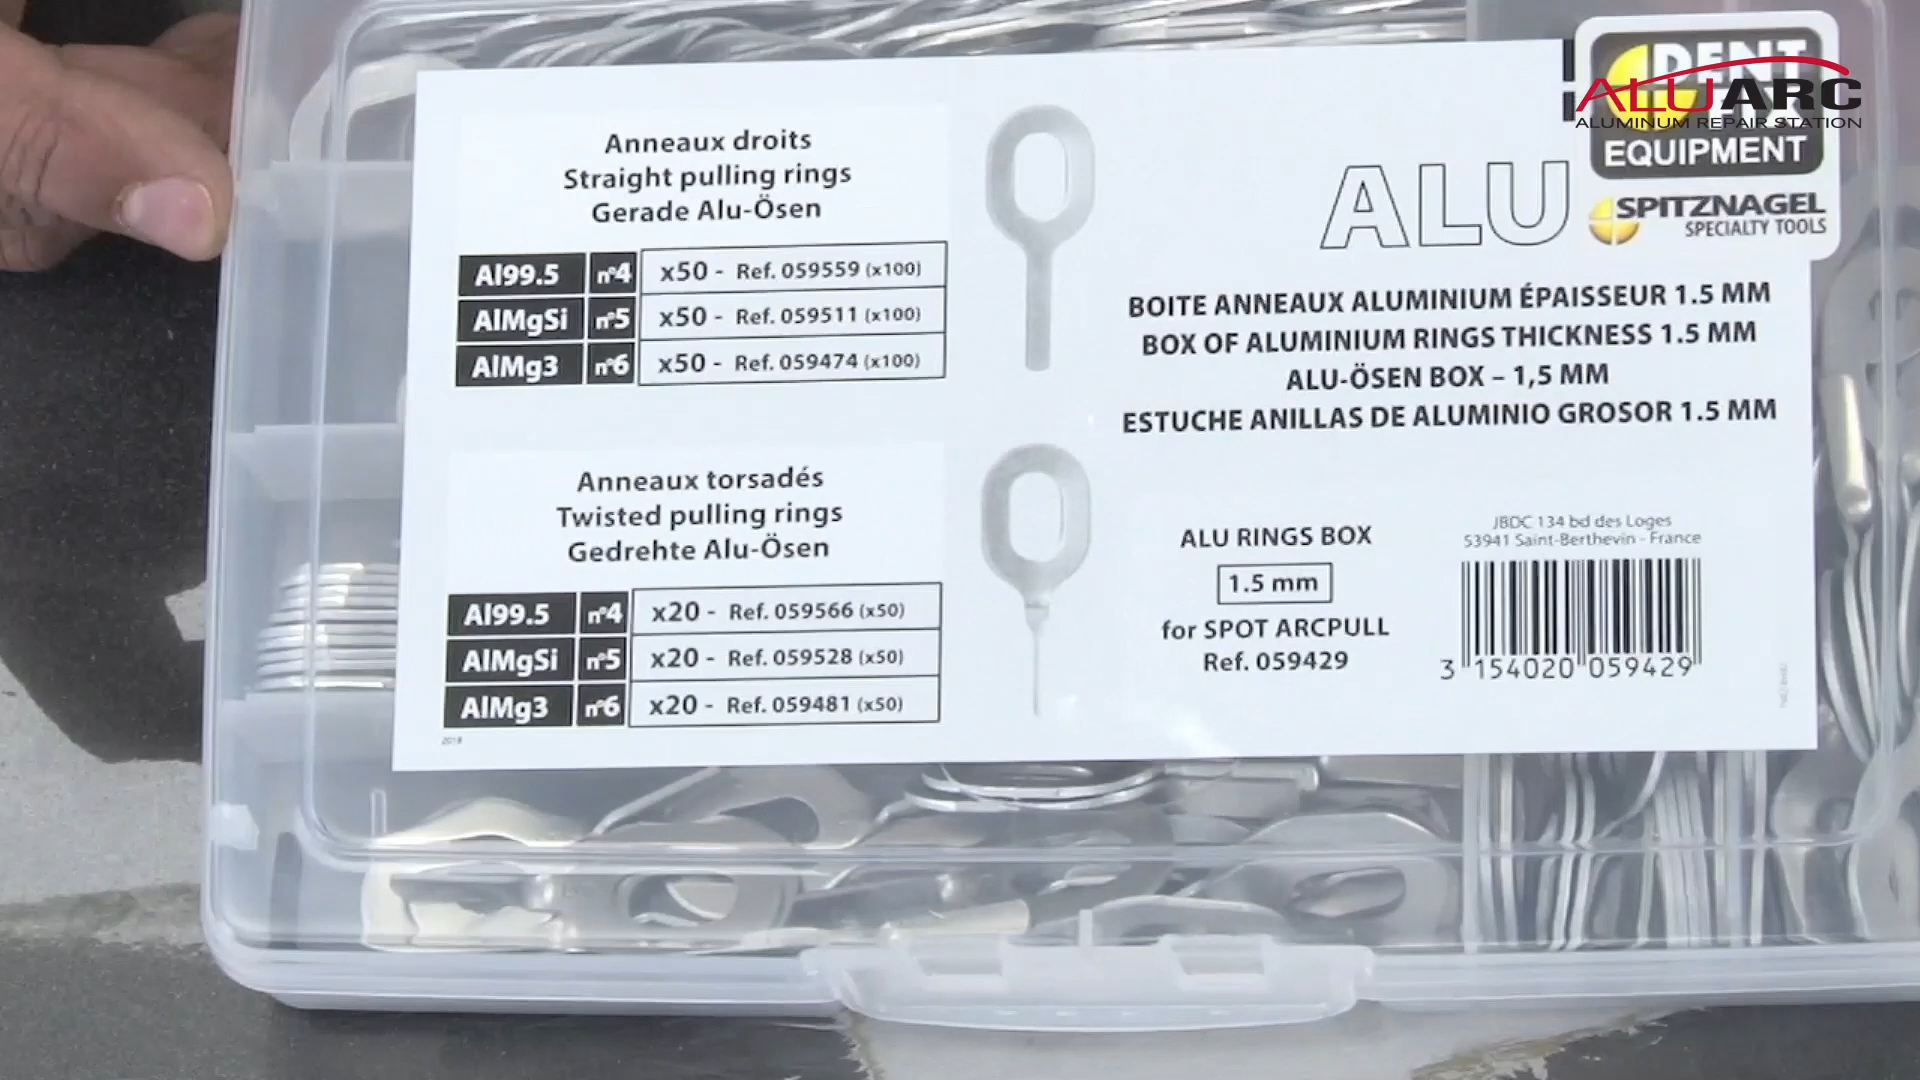 Anneaux droits
Straight pulling rings
Gerade Alu-Ösen
Al99.5 n°4 x50 - Ref. 059559 (x100)
AlMgSi n°5 x50 - Ref. 059511 (x100)
AlMg3 n°6 x50 - Ref. 059474 (x100)
Anneaux torsadés
Twisted pulling rings
Gedrehte Alu-Ösen
Al99.5 n°4 x20 - Ref. 059566 (x50)
AlMgSi n°5 x20 - Ref. 059528 (x50)
AlMg3 n°6 x20 - Ref. 059481 (x50)
2018
DENT
ALUARC
ALUMINUM REPAIR STATION
EQUIPMENT
SPITZNAGEL
SPECIALTY TOOLS
ALU
BOITE ANNEAUX ALUMINIUM ÉPAISSEUR 1.5 MM
BOX OF ALUMINIUM RINGS THICKNESS 1.5 MM
ALU-ÖSEN BOX – 1,5 MM
ESTUCHE ANILLAS DE ALUMINIO GROSOR 1.5 MM
ALU RINGS BOX
1.5 mm
for SPOT ARCPULL
Ref. 059429
JBDC 134 bd des Loges
53941 Saint-Berthevin - France
3 154020 059429